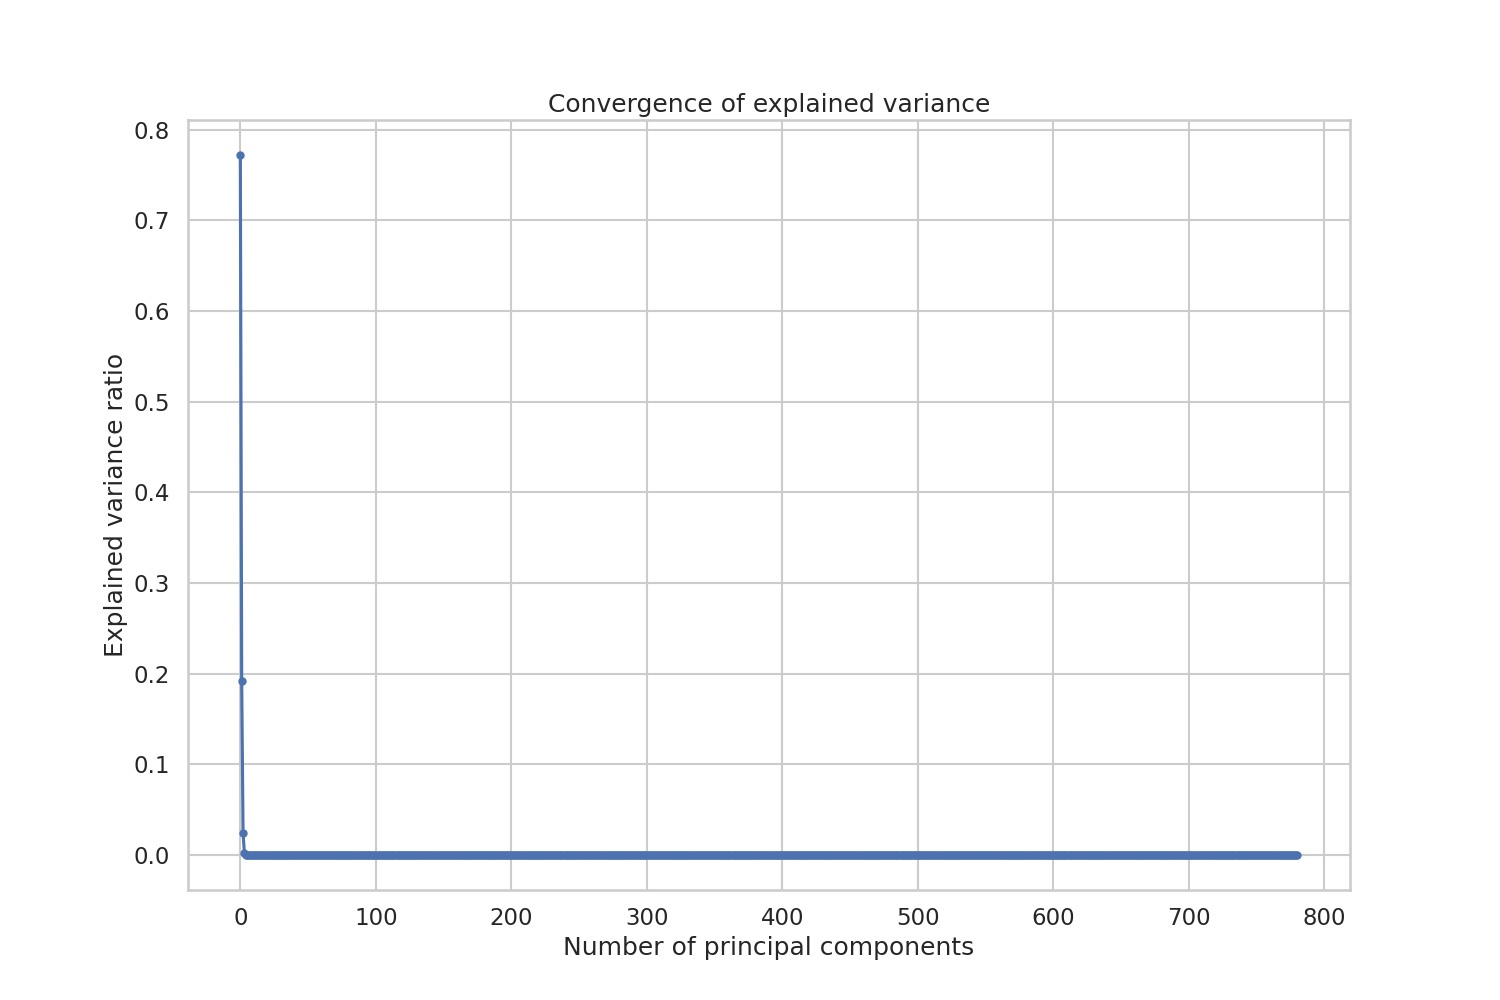 Convergence of explained variance
0.8
0.7
0.6
0.5
0.4
0.3
0.2
0.1
0.0
Explained variance ratio
0 100 200 300 400 500 600 700 800
Number of principal components